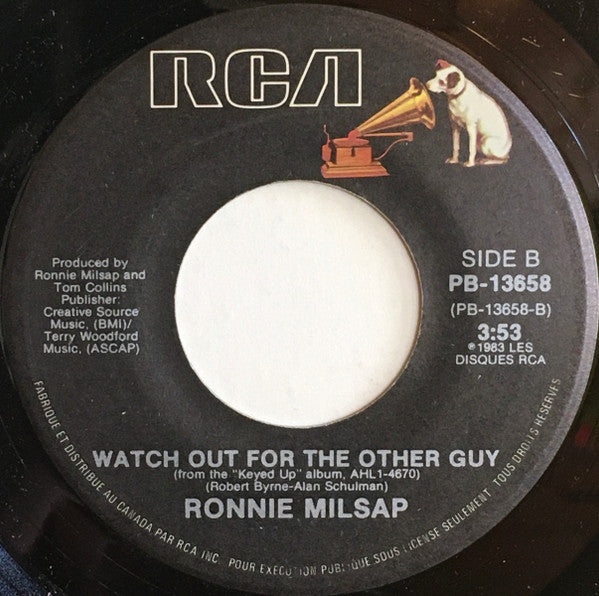 RCA
Produced by
Ronnie Milsap and
Tom Collins
Publisher:
Creative Source
Music, (BMI)/
Terry Woodford
Music, (ASCAP)
SIDE B
PB-13658
(PB-13658-B)
3:53
℗1983 LES
DISQUES RCA
WATCH OUT FOR THE OTHER GUY
(from the "Keyed Up" album, AHL1-4670)
(Robert Byrne-Alan Schulman)
RONNIE MILSAP
FABRIQUE ET DISTRIBUE AU CANADA PAR RCA INC. POUR EXECUTION PUBLIQUE SOUS LICENSE SEULEMENT TOUS DROITS RESERVES